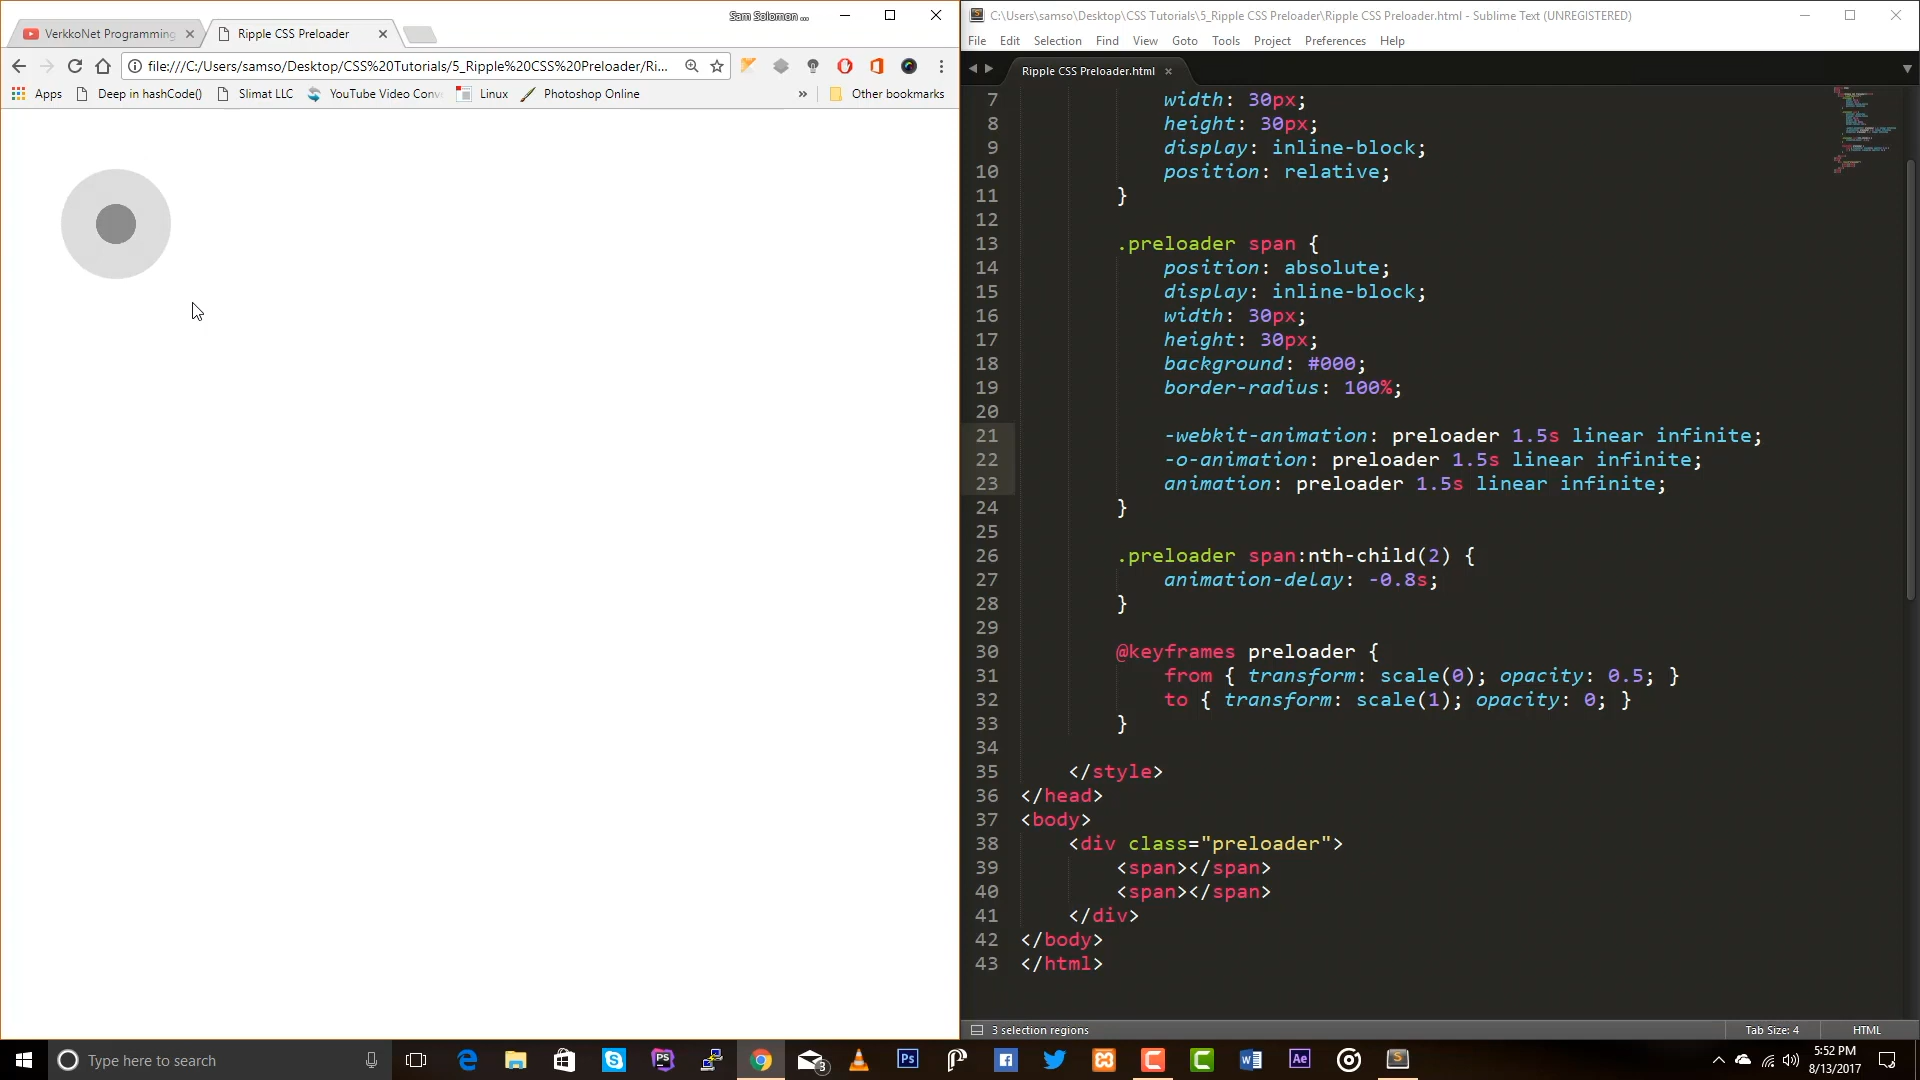 Sam Solomon ...
VerkkoNet Programming
Ripple CSS Preloader
file:///C:/Users/samso/Desktop/CSS%20Tutorials/5_Ripple%20CSS%20Preloader/Ri...
Apps
Deep in hashCode()
Slimat LLC
YouTube Video Conv
Linux
Photoshop Online
»
Other bookmarks
C:\Users\samso\Desktop\CSS Tutorials\5_Ripple CSS Preloader\Ripple CSS Preloader.html - Sublime Text (UNREGISTERED)
File Edit Selection Find View Goto Tools Project Preferences Help
Ripple CSS Preloader.html
7 width: 30px;
8 height: 30px;
9 display: inline-block;
10 position: relative;
11 }
12
13 .preloader span {
14 position: absolute;
15 display: inline-block;
16 width: 30px;
17 height: 30px;
18 background: #000;
19 border-radius: 100%;
20
21 -webkit-animation: preloader 1.5s linear infinite;
22 -o-animation: preloader 1.5s linear infinite;
23 animation: preloader 1.5s linear infinite;
24 }
25
26 .preloader span:nth-child(2) {
27 animation-delay: -0.8s;
28 }
29
30 @keyframes preloader {
31 from { transform: scale(0); opacity: 0.5; }
32 to { transform: scale(1); opacity: 0; }
33 }
34
35 </style>
36 </head>
37 <body>
38 <div class="preloader">
39 <span></span>
40 <span></span>
41 </div>
42 </body>
43 </html>
3 selection regions
Tab Size: 4
HTML
Type here to search
PS
3
Ps
Ae
S
5:52 PM
8/13/2017